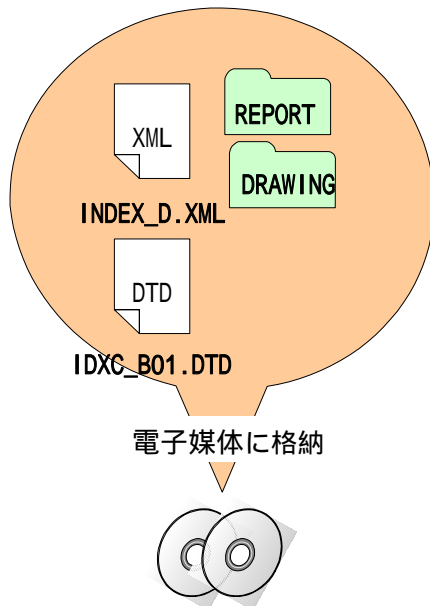 XML
REPORT
DRAWING
INDEX_D.XML
DTD
IDXC_B01.DTD
電子媒体に格納